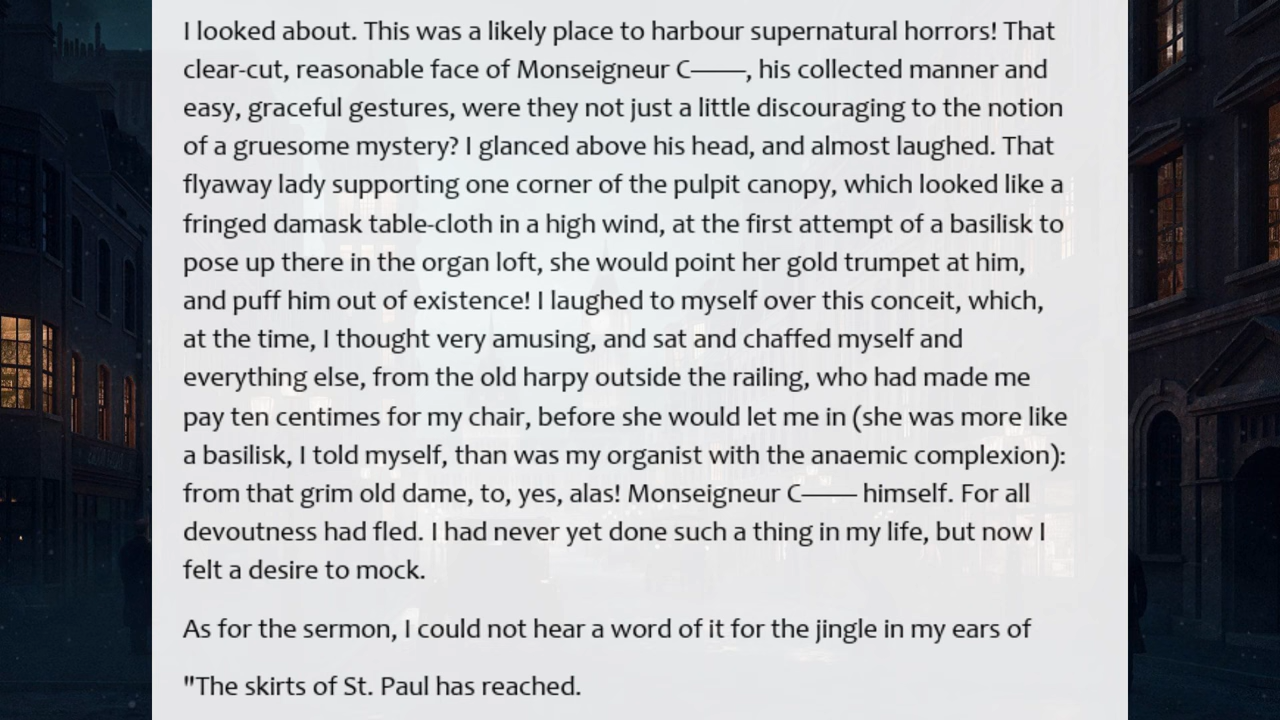 I looked about. This was a likely place to harbour supernatural horrors! That
clear-cut, reasonable face of Monseigneur C——, his collected manner and
easy, graceful gestures, were they not just a little discouraging to the notion
of a gruesome mystery? I glanced above his head, and almost laughed. That
flyaway lady supporting one corner of the pulpit canopy, which looked like a
fringed damask table-cloth in a high wind, at the first attempt of a basilisk to
pose up there in the organ loft, she would point her gold trumpet at him,
and puff him out of existence! I laughed to myself over this conceit, which,
at the time, I thought very amusing, and sat and chaffed myself and
everything else, from the old harpy outside the railing, who had made me
pay ten centimes for my chair, before she would let me in (she was more like
a basilisk, I told myself, than was my organist with the anaemic complexion):
from that grim old dame, to, yes, alas! Monseigneur C—— himself. For all
devoutness had fled. I had never yet done such a thing in my life, but now I
felt a desire to mock.
As for the sermon, I could not hear a word of it for the jingle in my ears of
"The skirts of St. Paul has reached.